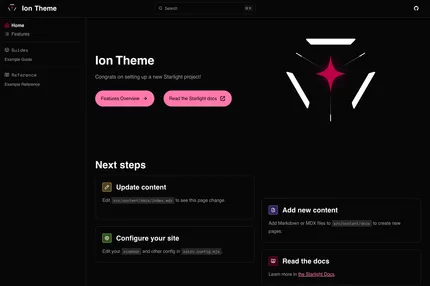 Ion Theme
Search
Home
Features
Guides
Example Guide
Reference
Example Reference
Ion Theme
Congrats on setting up a new Starlight project!
Features Overview
Read the Starlight docs
Next steps
Update content
Edit src/content/docs/index.mdx to see this page change.
Add new content
Add Markdown or MDX files to src/content/docs to create new
pages.
Configure your site
Edit your sidebar and other config in astro.config.mjs.
Read the docs
Learn more in the Starlight Docs.